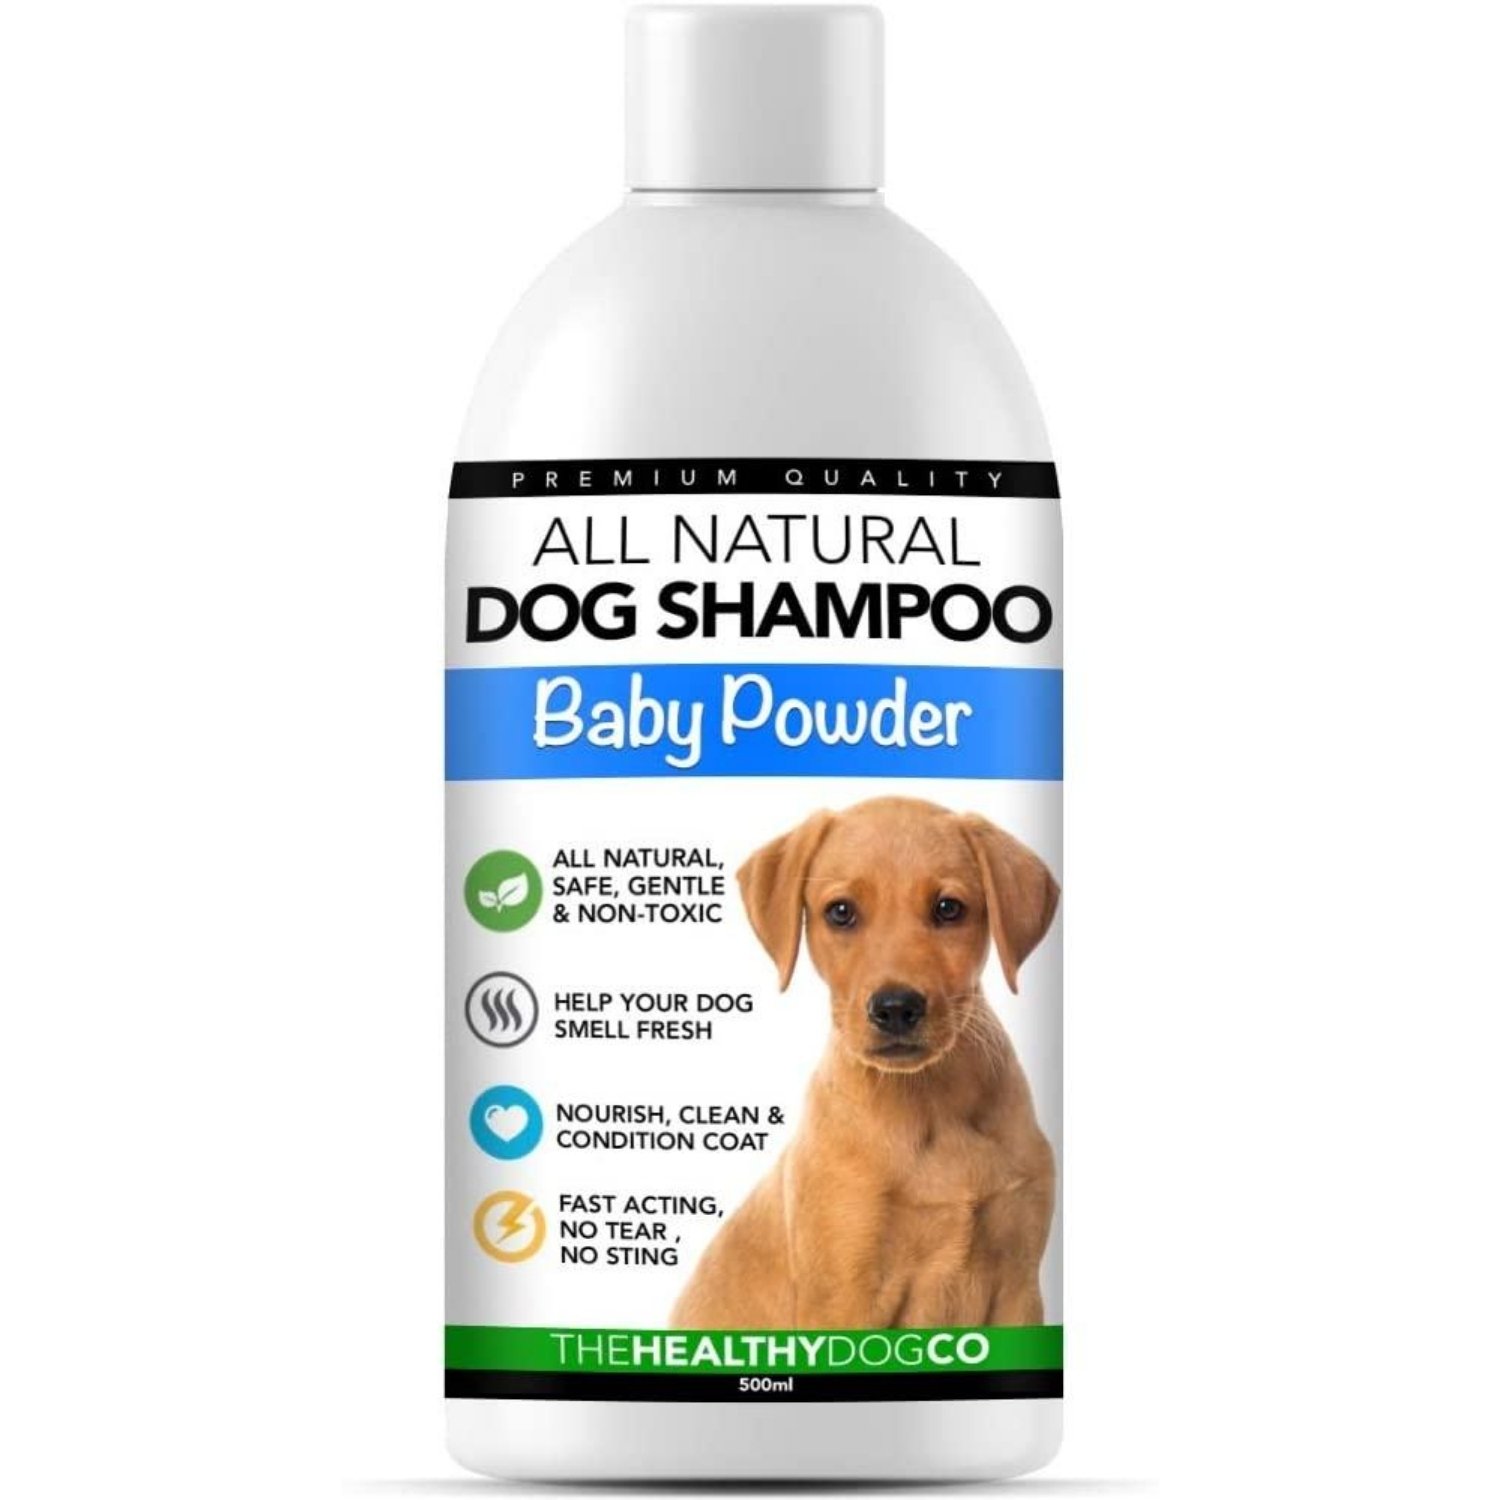 PREMIUM QUALITY
ALL NATURAL
DOG SHAMPOO
Baby Powder
ALL NATURAL,
SAFE, GENTLE
& NON-TOXIC
HELP YOUR DOG
SMELL FRESH
NOURISH, CLEAN &
CONDITION COAT
FAST ACTING,
NO TEAR ,
NO STING
THEHEALTHYDOGCO
500ml